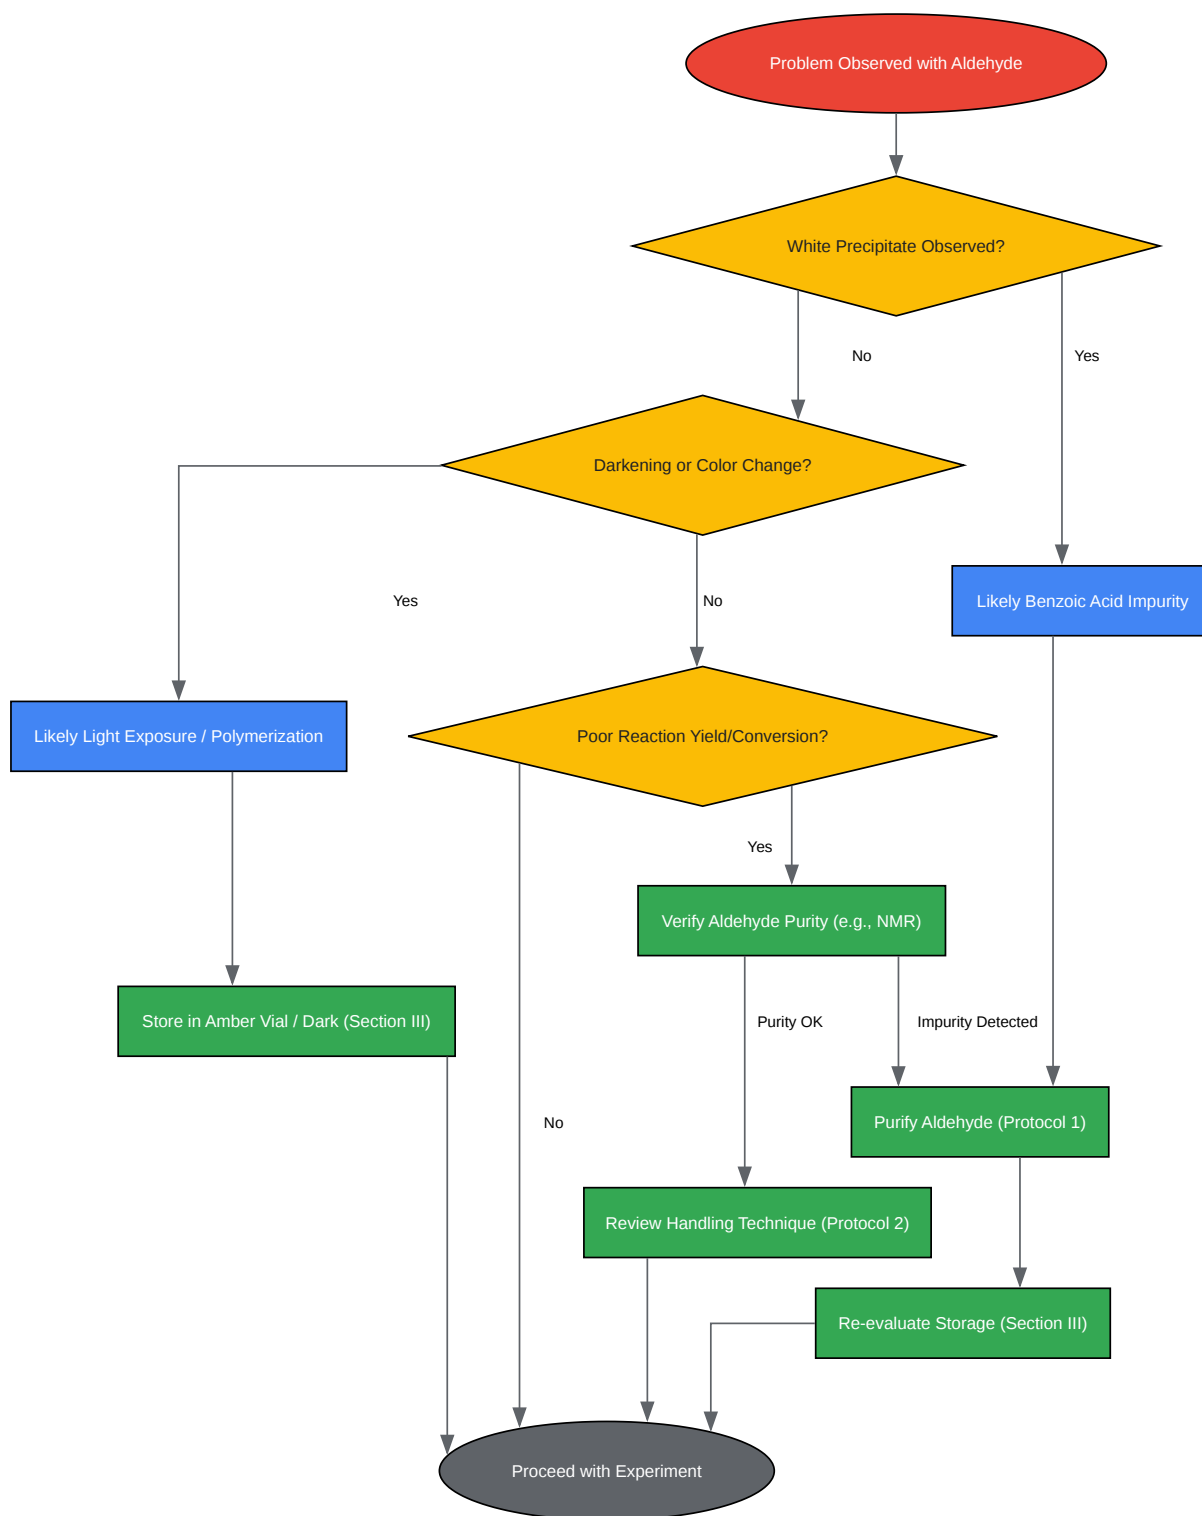 Problem Observed with Aldehyde
White Precipitate Observed?
No
Yes
Darkening or Color Change?
Yes
No
Likely Benzoic Acid Impurity
Likely Light Exposure / Polymerization
Poor Reaction Yield/Conversion?
Yes
Verify Aldehyde Purity (e.g., NMR)
Store in Amber Vial / Dark (Section III)
Purity OK
Impurity Detected
No
Purify Aldehyde (Protocol 1)
Review Handling Technique (Protocol 2)
Re-evaluate Storage (Section III)
Proceed with Experiment